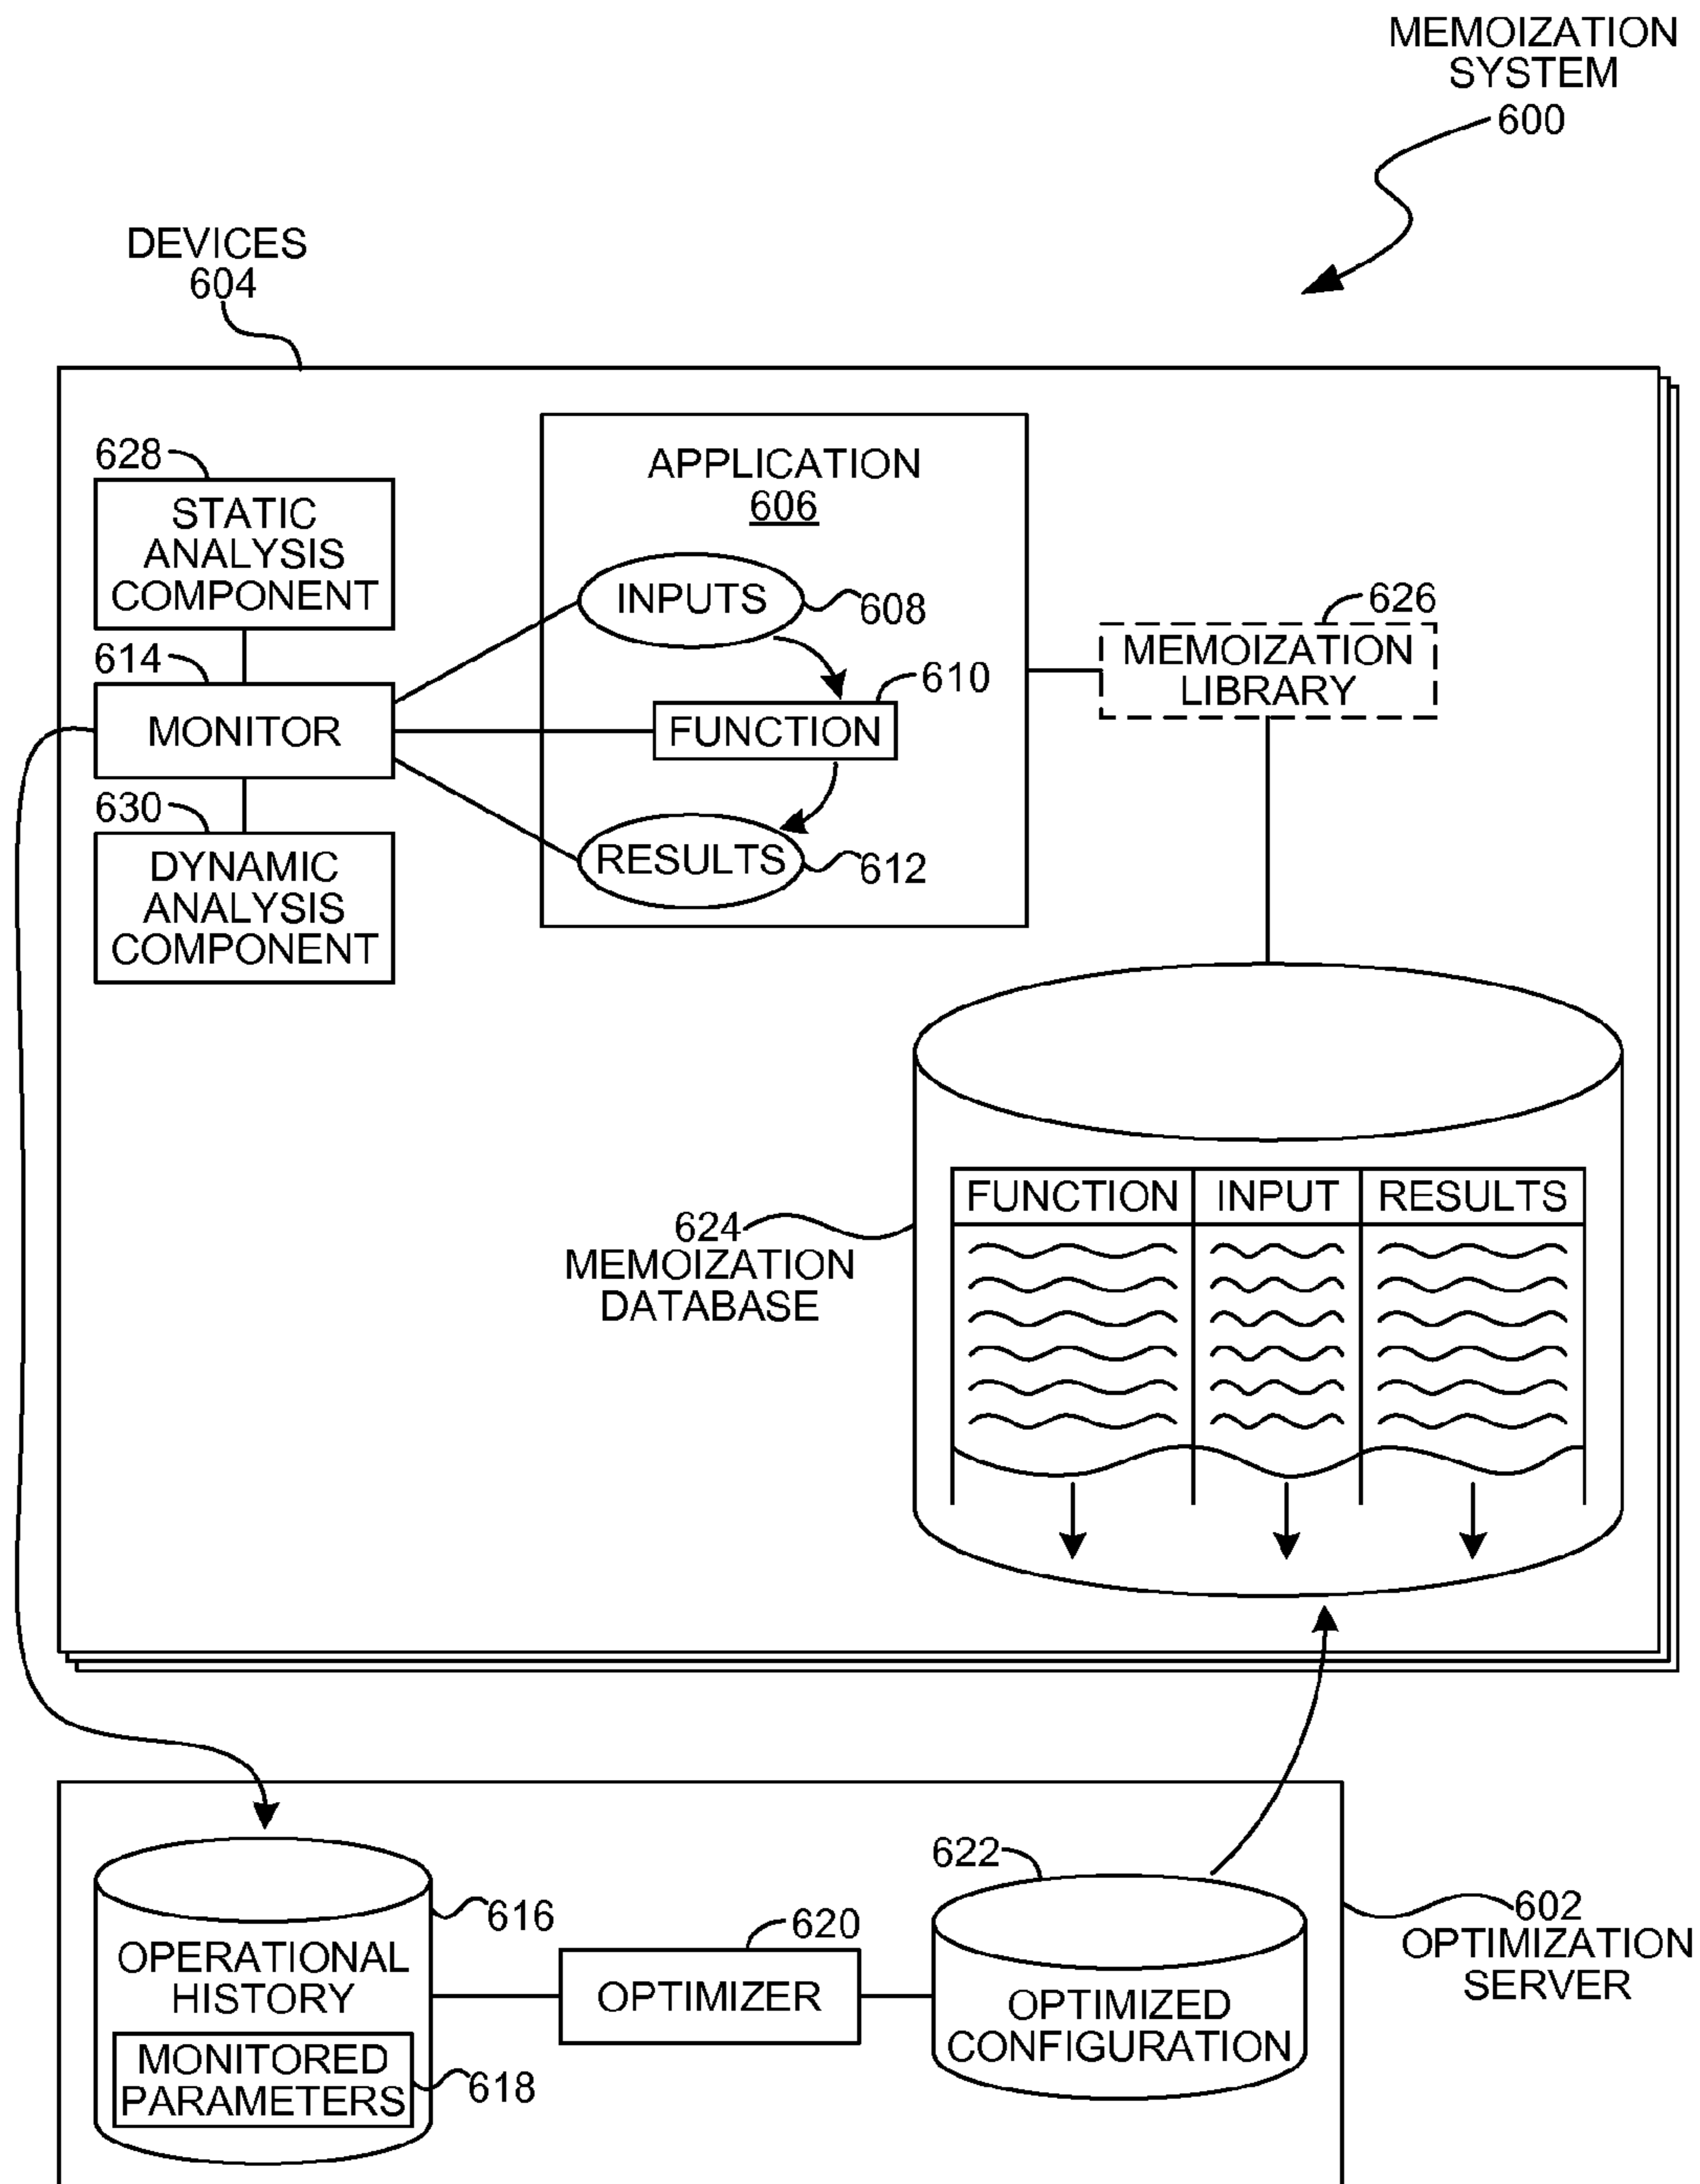 MEMOIZATION
SYSTEM
600
DEVICES
604
628
STATIC
ANALYSIS
COMPONENT
614
MONITOR
630
DYNAMIC
ANALYSIS
COMPONENT
APPLICATION
606
INPUTS
608
610
FUNCTION
RESULTS
612
626
MEMOIZATION
LIBRARY
624
MEMOIZATION
DATABASE
FUNCTION
INPUT
RESULTS
616
OPERATIONAL
HISTORY
MONITORED
PARAMETERS
618
620
OPTIMIZER
622
OPTIMIZED
CONFIGURATION
602
OPTIMIZATION
SERVER